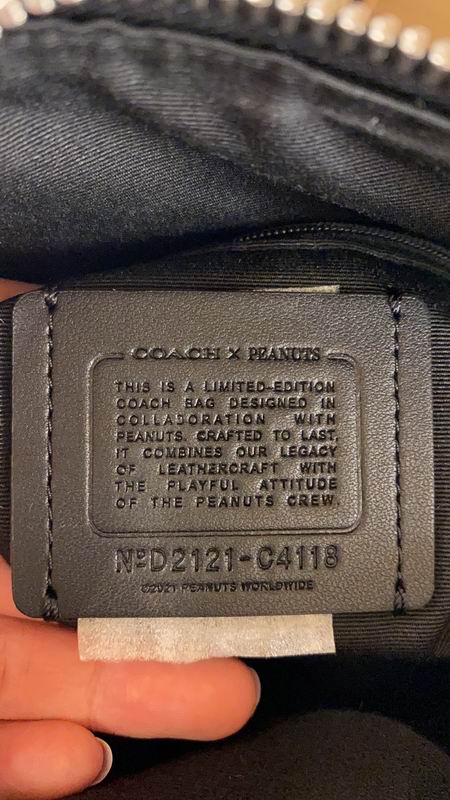 COACH X PEANUTS
THIS IS A LIMITED-EDITION
COACH BAG DESIGNED IN
COLLABORATION WITH
PEANUTS. CRAFTED TO LAST,
IT COMBINES OUR LEGACY
OF LEATHERCRAFT WITH
THE PLAYFUL ATTITUDE
OF THE PEANUTS CREW.
Nº D2121-C4118
©2021 PEANUTS WORLDWIDE